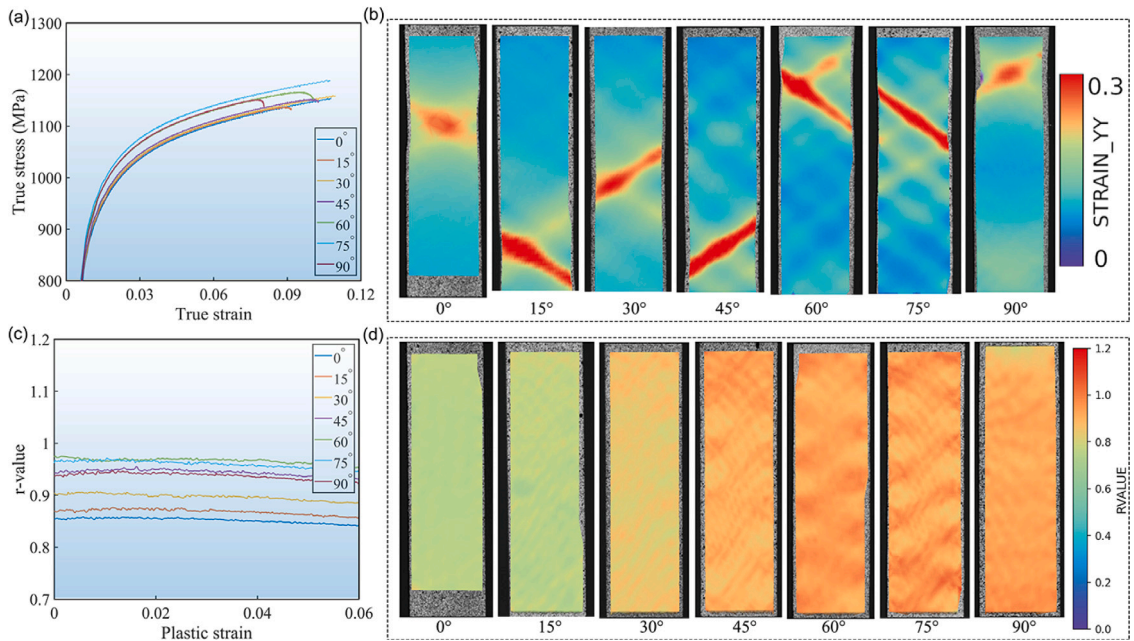 (a)
1300
1200
1100
1000
900
800
True stress (MPa)
0°
15°
30°
45°
60°
75°
90°
0 0.03 0.06 0.09 0.12
True strain
(b)
0° 15° 30° 45° 60° 75° 90°
0.3
STRAIN_YY
0
(c)
1.2
1.1
1
0.9
0.8
0.7
r-value
0°
15°
30°
45°
60°
75°
90°
0 0.02 0.04 0.06
Plastic strain
(d)
0° 15° 30° 45° 60° 75° 90°
1.2
1.0
0.8
0.6
0.4
0.2
0.0
RVALUE